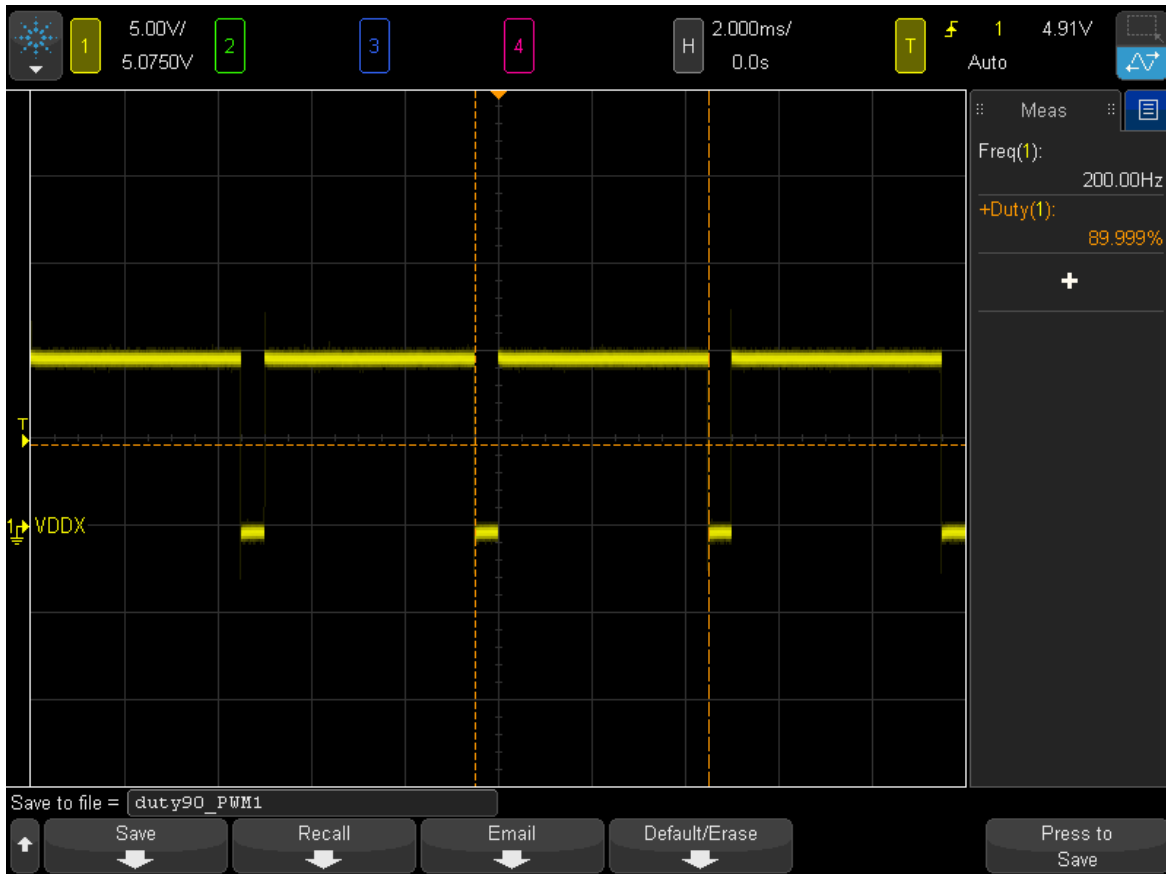 1 5.00V/ 2 3 4 H 2.000ms/ T 1 4.91V
5.0750V 0.0s Auto
Meas
Freq(1):
200.00Hz
+Duty(1):
89.999%
+
T
1 VDDX
Save to file = duty90_PWM1
Save Recall Email Default/Erase Press to
Save